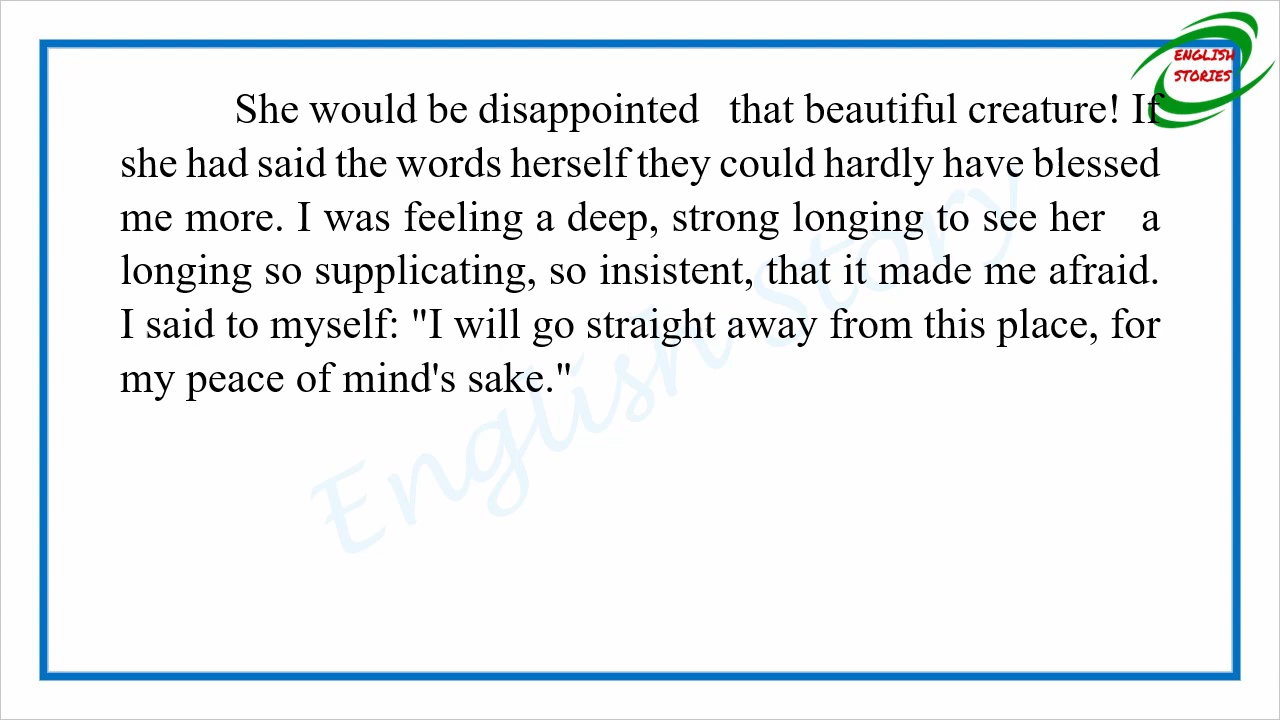 ENGLISH
STORIES
She would be disappointed   that beautiful creature! If
she had said the words herself they could hardly have blessed
me more. I was feeling a deep, strong longing to see her   a
longing so supplicating, so insistent, that it made me afraid.
I said to myself: "I will go straight away from this place, for
my peace of mind's sake."
English Story